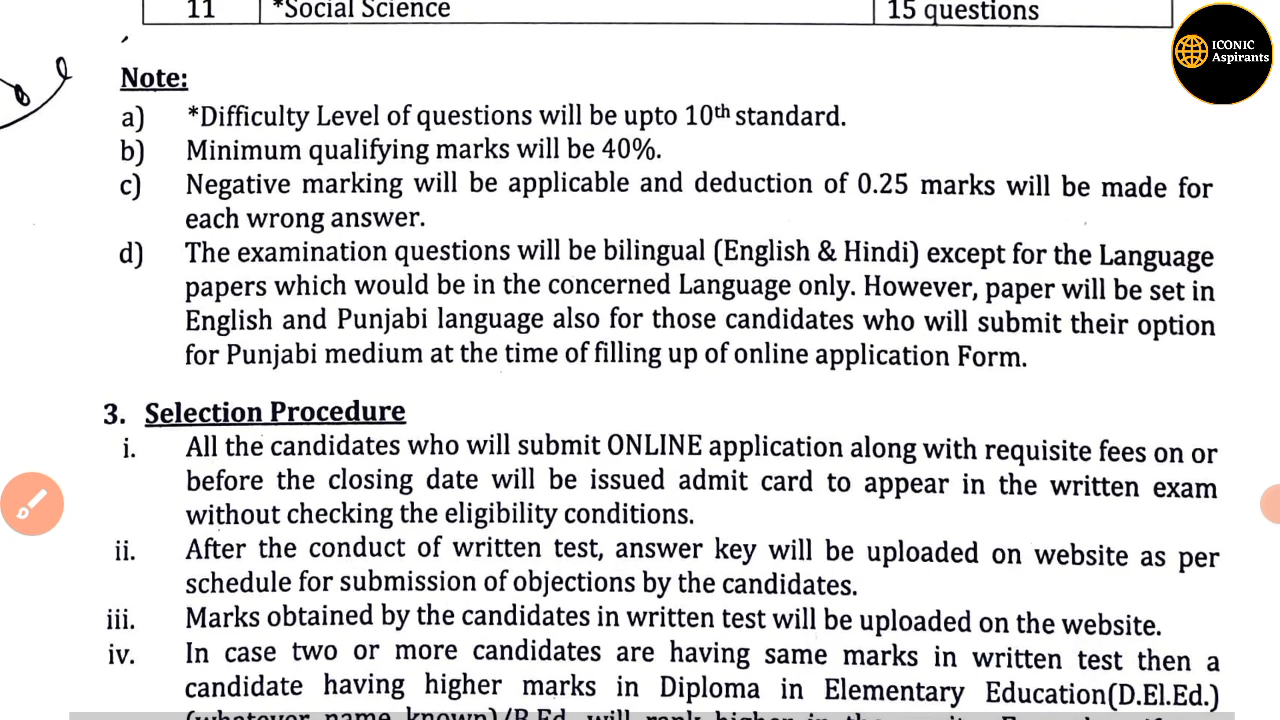 11 *Social Science 15 questions
ICONIC
Aspirants
Note:
a) *Difficulty Level of questions will be upto 10th standard.
b) Minimum qualifying marks will be 40%.
c) Negative marking will be applicable and deduction of 0.25 marks will be made for
each wrong answer.
d) The examination questions will be bilingual (English & Hindi) except for the Language
papers which would be in the concerned Language only. However, paper will be set in
English and Punjabi language also for those candidates who will submit their option
for Punjabi medium at the time of filling up of online application Form.
3. Selection Procedure
i. All the candidates who will submit ONLINE application along with requisite fees on or
before the closing date will be issued admit card to appear in the written exam
without checking the eligibility conditions.
ii. After the conduct of written test, answer key will be uploaded on website as per
schedule for submission of objections by the candidates.
iii. Marks obtained by the candidates in written test will be uploaded on the website.
iv. In case two or more candidates are having same marks in written test then a
candidate having higher marks in Diploma in Elementary Education(D.El.Ed.)
(whatever name known)/B.Ed. will rank higher in the